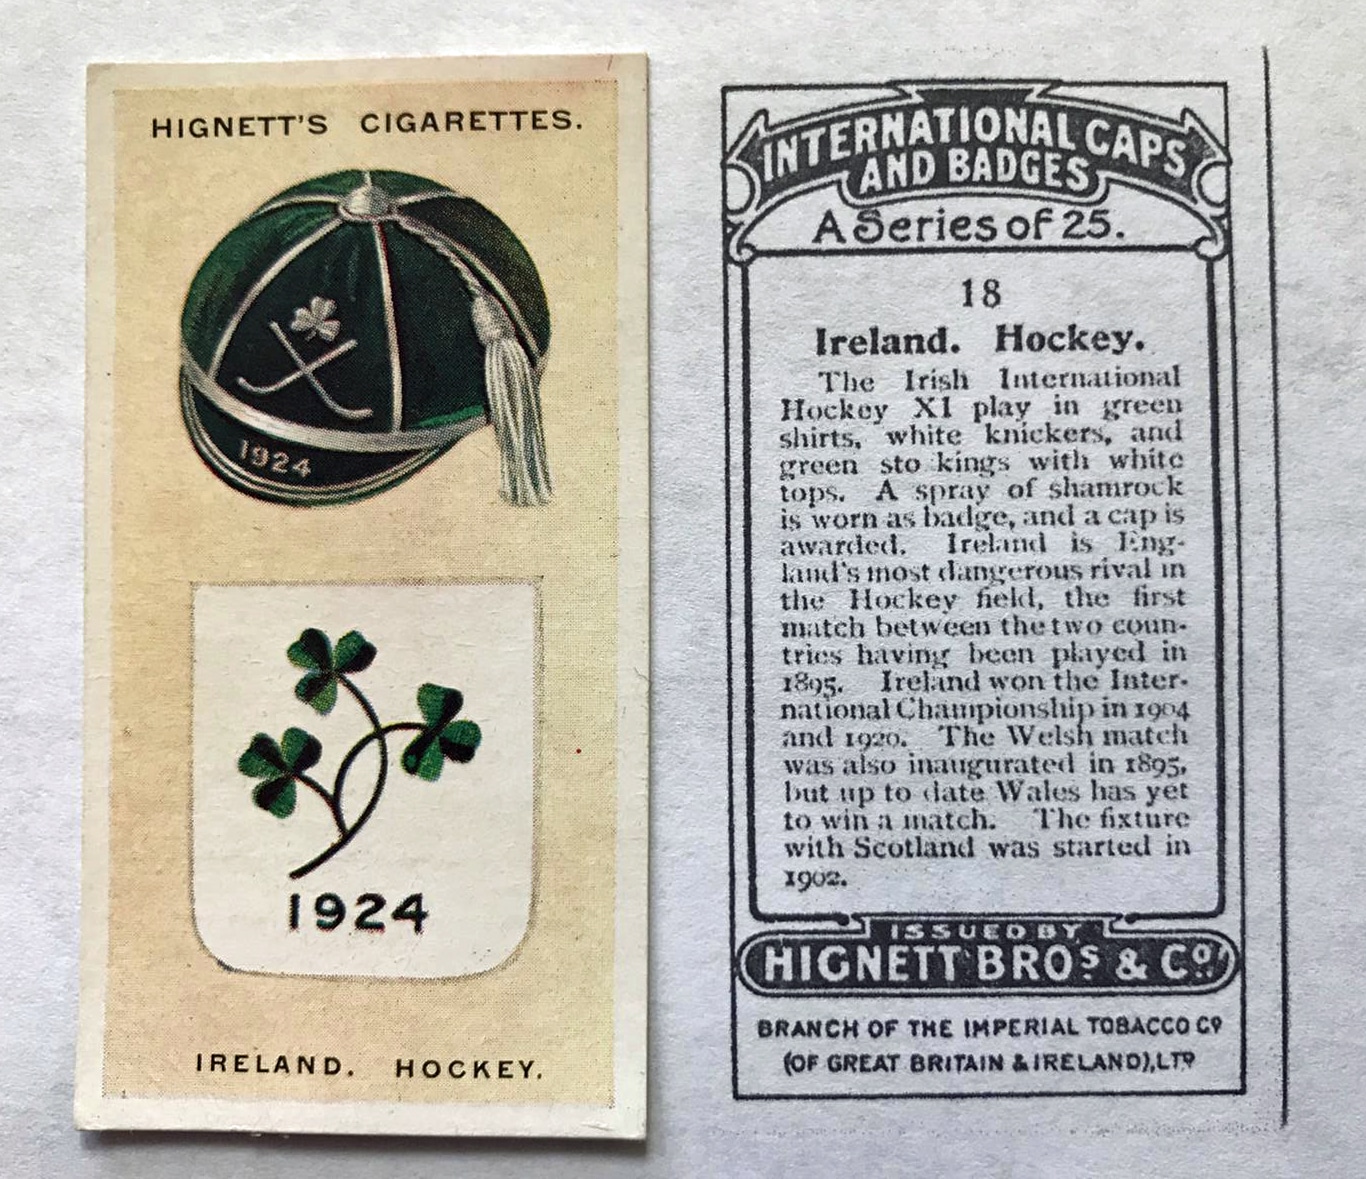 HIGNETT'S CIGARETTES.
1924
1924
IRELAND. HOCKEY.
INTERNATIONAL CAPS
AND BADGES
A Series of 25.
18
Ireland. Hockey.
The Irish International
Hockey XI play in green
shirts, white knickers, and
green sto kings with white
tops. A spray of shamrock
is worn as badge, and a cap is
awarded. Ireland is Eng-
land's most dangerous rival in
the Hockey field, the first
match between the two coun-
tries having been played in
1895. Ireland won the Inter-
national Championship in 1904
and 1920. The Welsh match
was also inaugurated in 1895,
but up to date Wales has yet
to win a match. The fixture
with Scotland was started in
1902.
ISSUED BY
HIGNETT BROS & CO.
BRANCH OF THE IMPERIAL TOBACCO CO
(OF GREAT BRITAIN & IRELAND), LTD